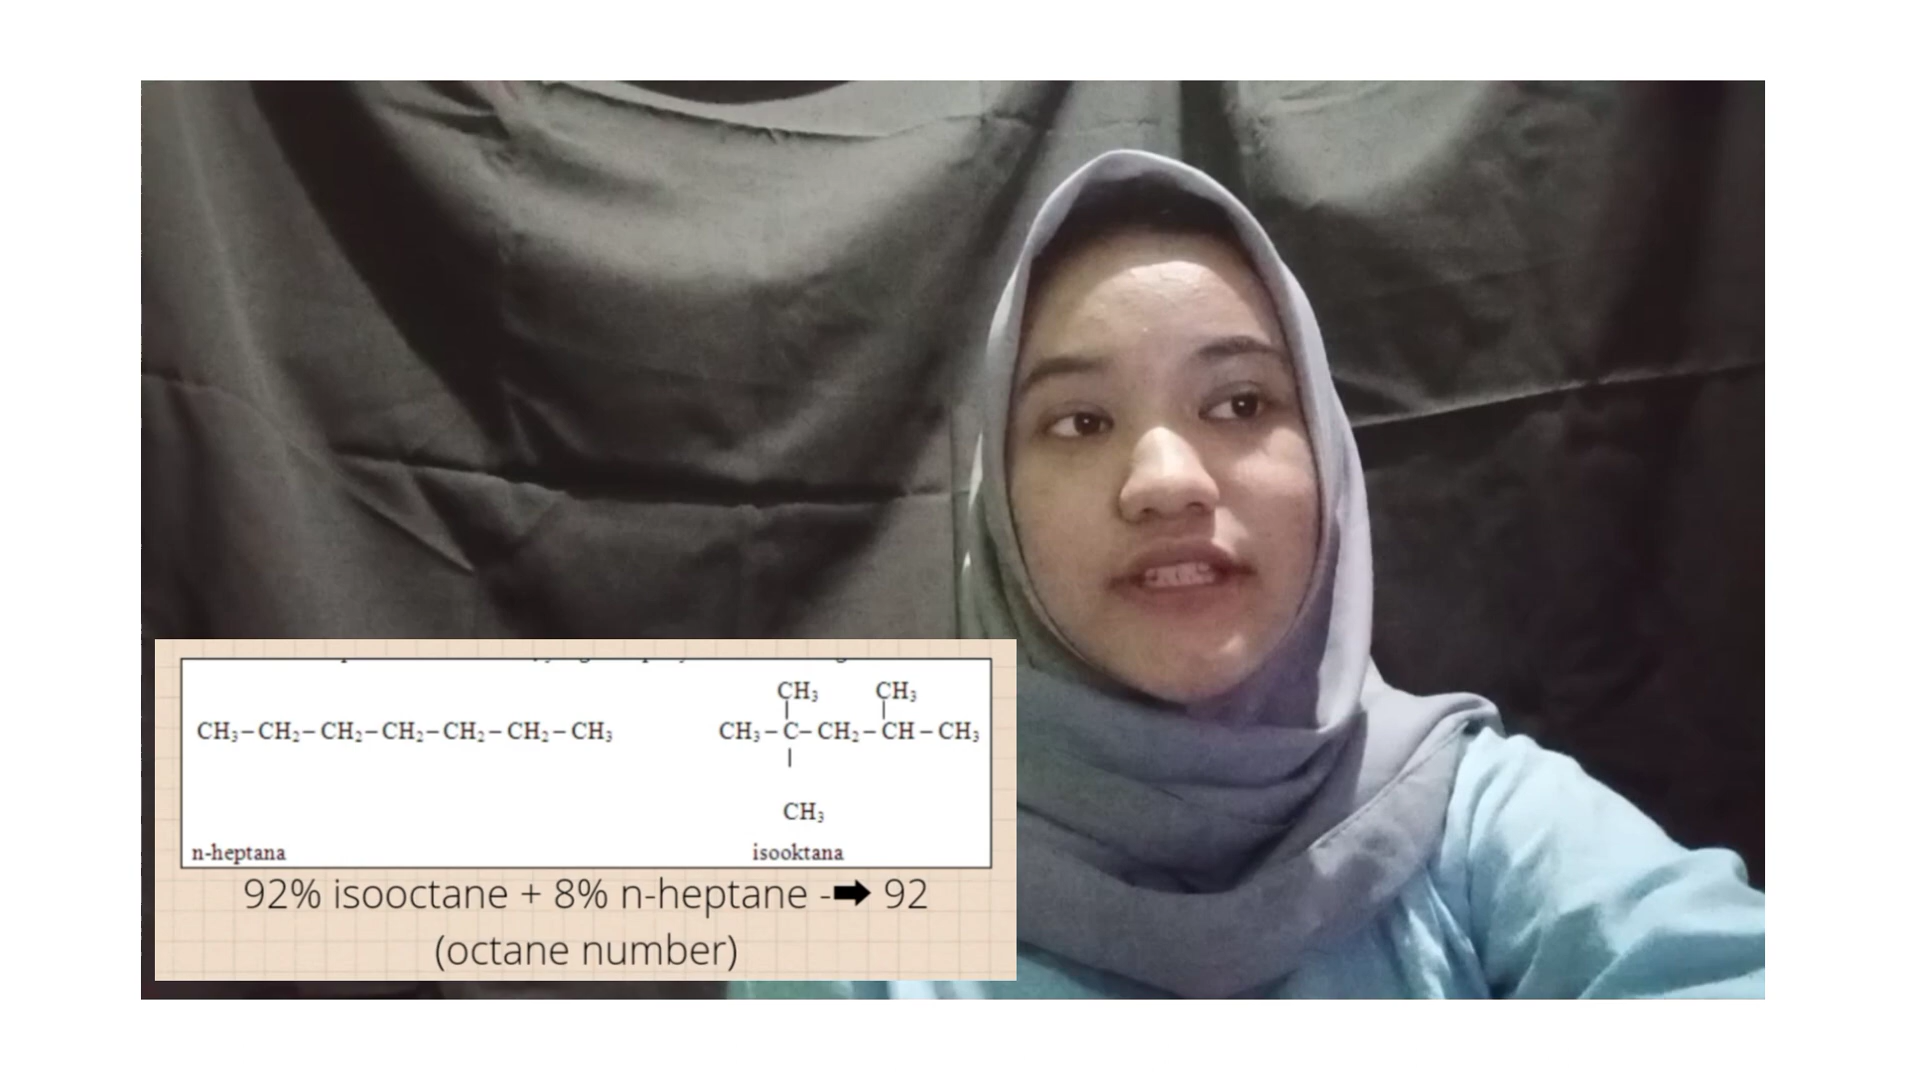 CH₃ CH₃
CH₃–CH₂–CH₂–CH₂–CH₂–CH₂–CH₃ CH₃–C–CH₂–CH–CH₃
CH₃
n-heptana isooktana
92% isooctane + 8% n-heptane -➡ 92
(octane number)